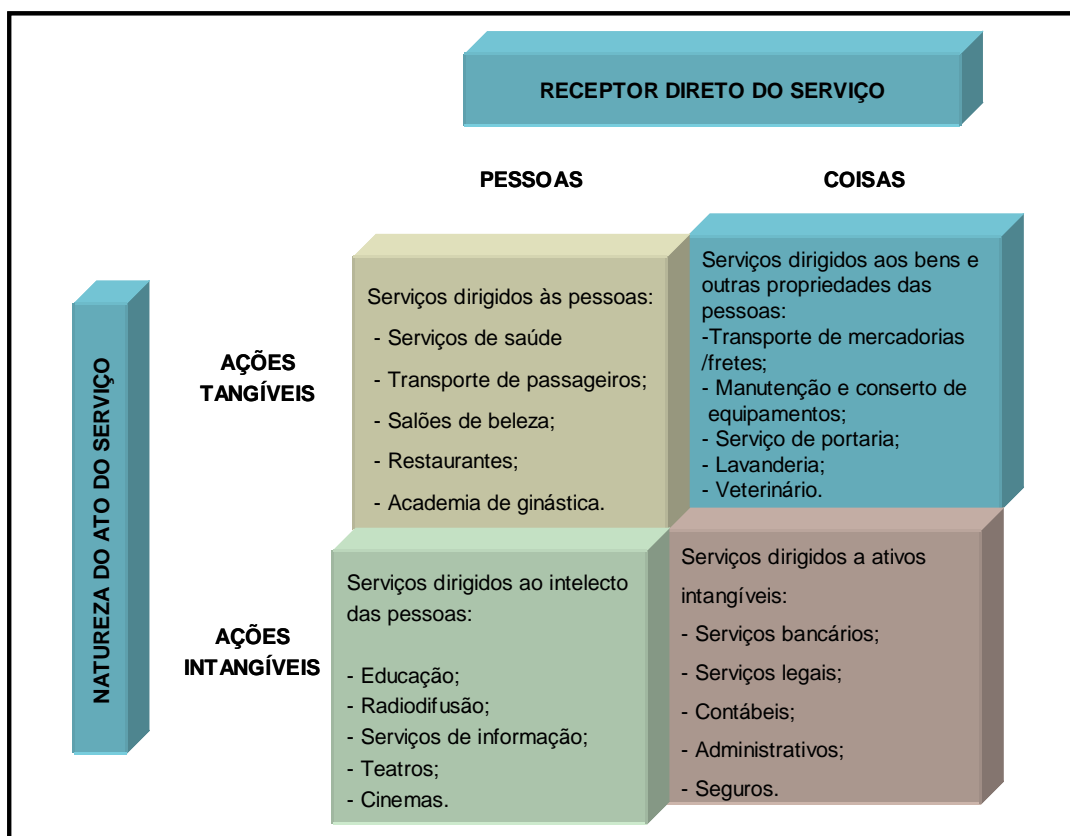 RECEPTOR DIRETO DO SERVIÇO
PESSOAS
COISAS
NATUREZA DO ATO DO SERVIÇO
AÇÕES
TANGÍVEIS
Serviços dirigidos às pessoas:
- Serviços de saúde
- Transporte de passageiros;
- Salões de beleza;
- Restaurantes;
- Academia de ginástica.
Serviços dirigidos aos bens e
outras propriedades das
pessoas:
-Transporte de mercadorias
/fretes;
- Manutenção e conserto de
equipamentos;
- Serviço de portaria;
- Lavanderia;
- Veterinário.
AÇÕES
INTANGÍVEIS
Serviços dirigidos ao intelecto
das pessoas:
- Educação;
- Radiodifusão;
- Serviços de informação;
- Teatros;
- Cinemas.
Serviços dirigidos a ativos
intangíveis:
- Serviços bancários;
- Serviços legais;
- Contábeis;
- Administrativos;
- Seguros.